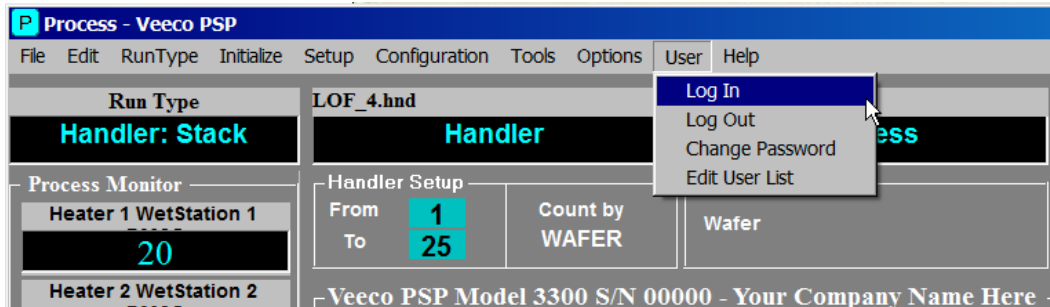 P Process - Veeco PSP
File Edit RunType Initialize Setup Configuration Tools Options User Help
Log In
Log Out
Change Password
Edit User List
Run Type
Handler: Stack
LOF_4.hnd
Handler
ess
Process Monitor
Heater 1 WetStation 1
20
Heater 2 WetStation 2
Handler Setup
From 1
To 25
Count by
WAFER
Wafer
Veeco PSP Model 3300 S/N 00000 - Your Company Name Here